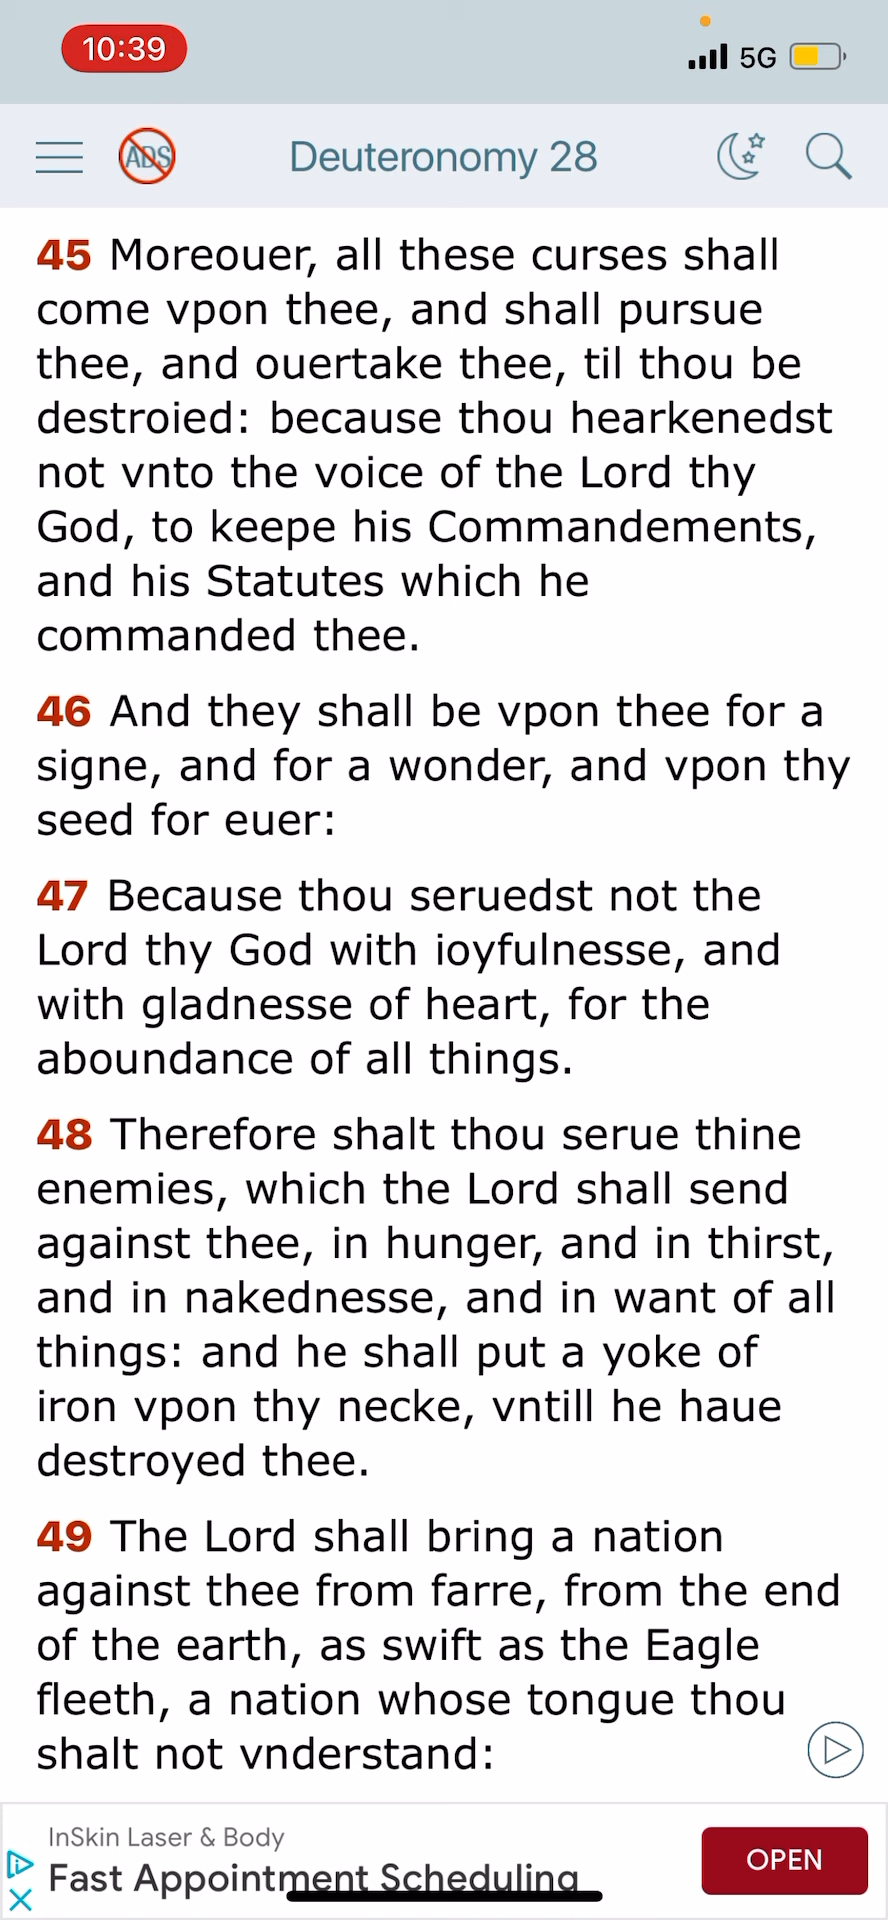 10:39
5G
ADS
Deuteronomy 28
45 Moreouer, all these curses shall
come vpon thee, and shall pursue
thee, and ouertake thee, til thou be
destroied: because thou hearkenedst
not vnto the voice of the Lord thy
God, to keepe his Commandements,
and his Statutes which he
commanded thee.
46 And they shall be vpon thee for a
signe, and for a wonder, and vpon thy
seed for euer:
47 Because thou seruedst not the
Lord thy God with ioyfulnesse, and
with gladnesse of heart, for the
aboundance of all things.
48 Therefore shalt thou serue thine
enemies, which the Lord shall send
against thee, in hunger, and in thirst,
and in nakednesse, and in want of all
things: and he shall put a yoke of
iron vpon thy necke, vntill he haue
destroyed thee.
49 The Lord shall bring a nation
against thee from farre, from the end
of the earth, as swift as the Eagle
fleeth, a nation whose tongue thou
shalt not vnderstand:
InSkin Laser & Body
Fast Appointment Scheduling
OPEN